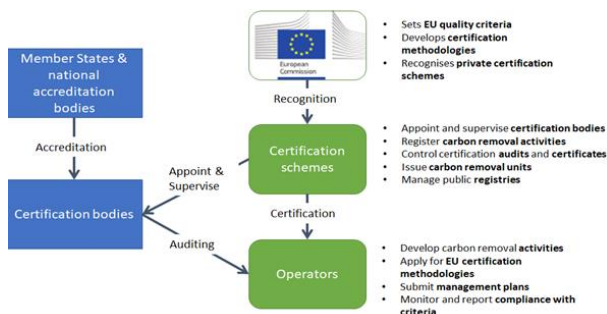 Member States &
national
accreditation
bodies
Accreditation
Certification bodies
European
Commission
Recognition
Certification
schemes
Appoint &
Supervise
Certification
Auditing
Operators
• Sets EU quality criteria
• Develops certification
methodologies
• Recognises private certification
schemes
• Appoint and supervise certification bodies
• Register carbon removal activities
• Control certification audits and certificates
• Issue carbon removal units
• Manage public registries
• Develop carbon removal activities
• Apply for EU certification
methodologies
• Submit management plans
• Monitor and report compliance with
criteria